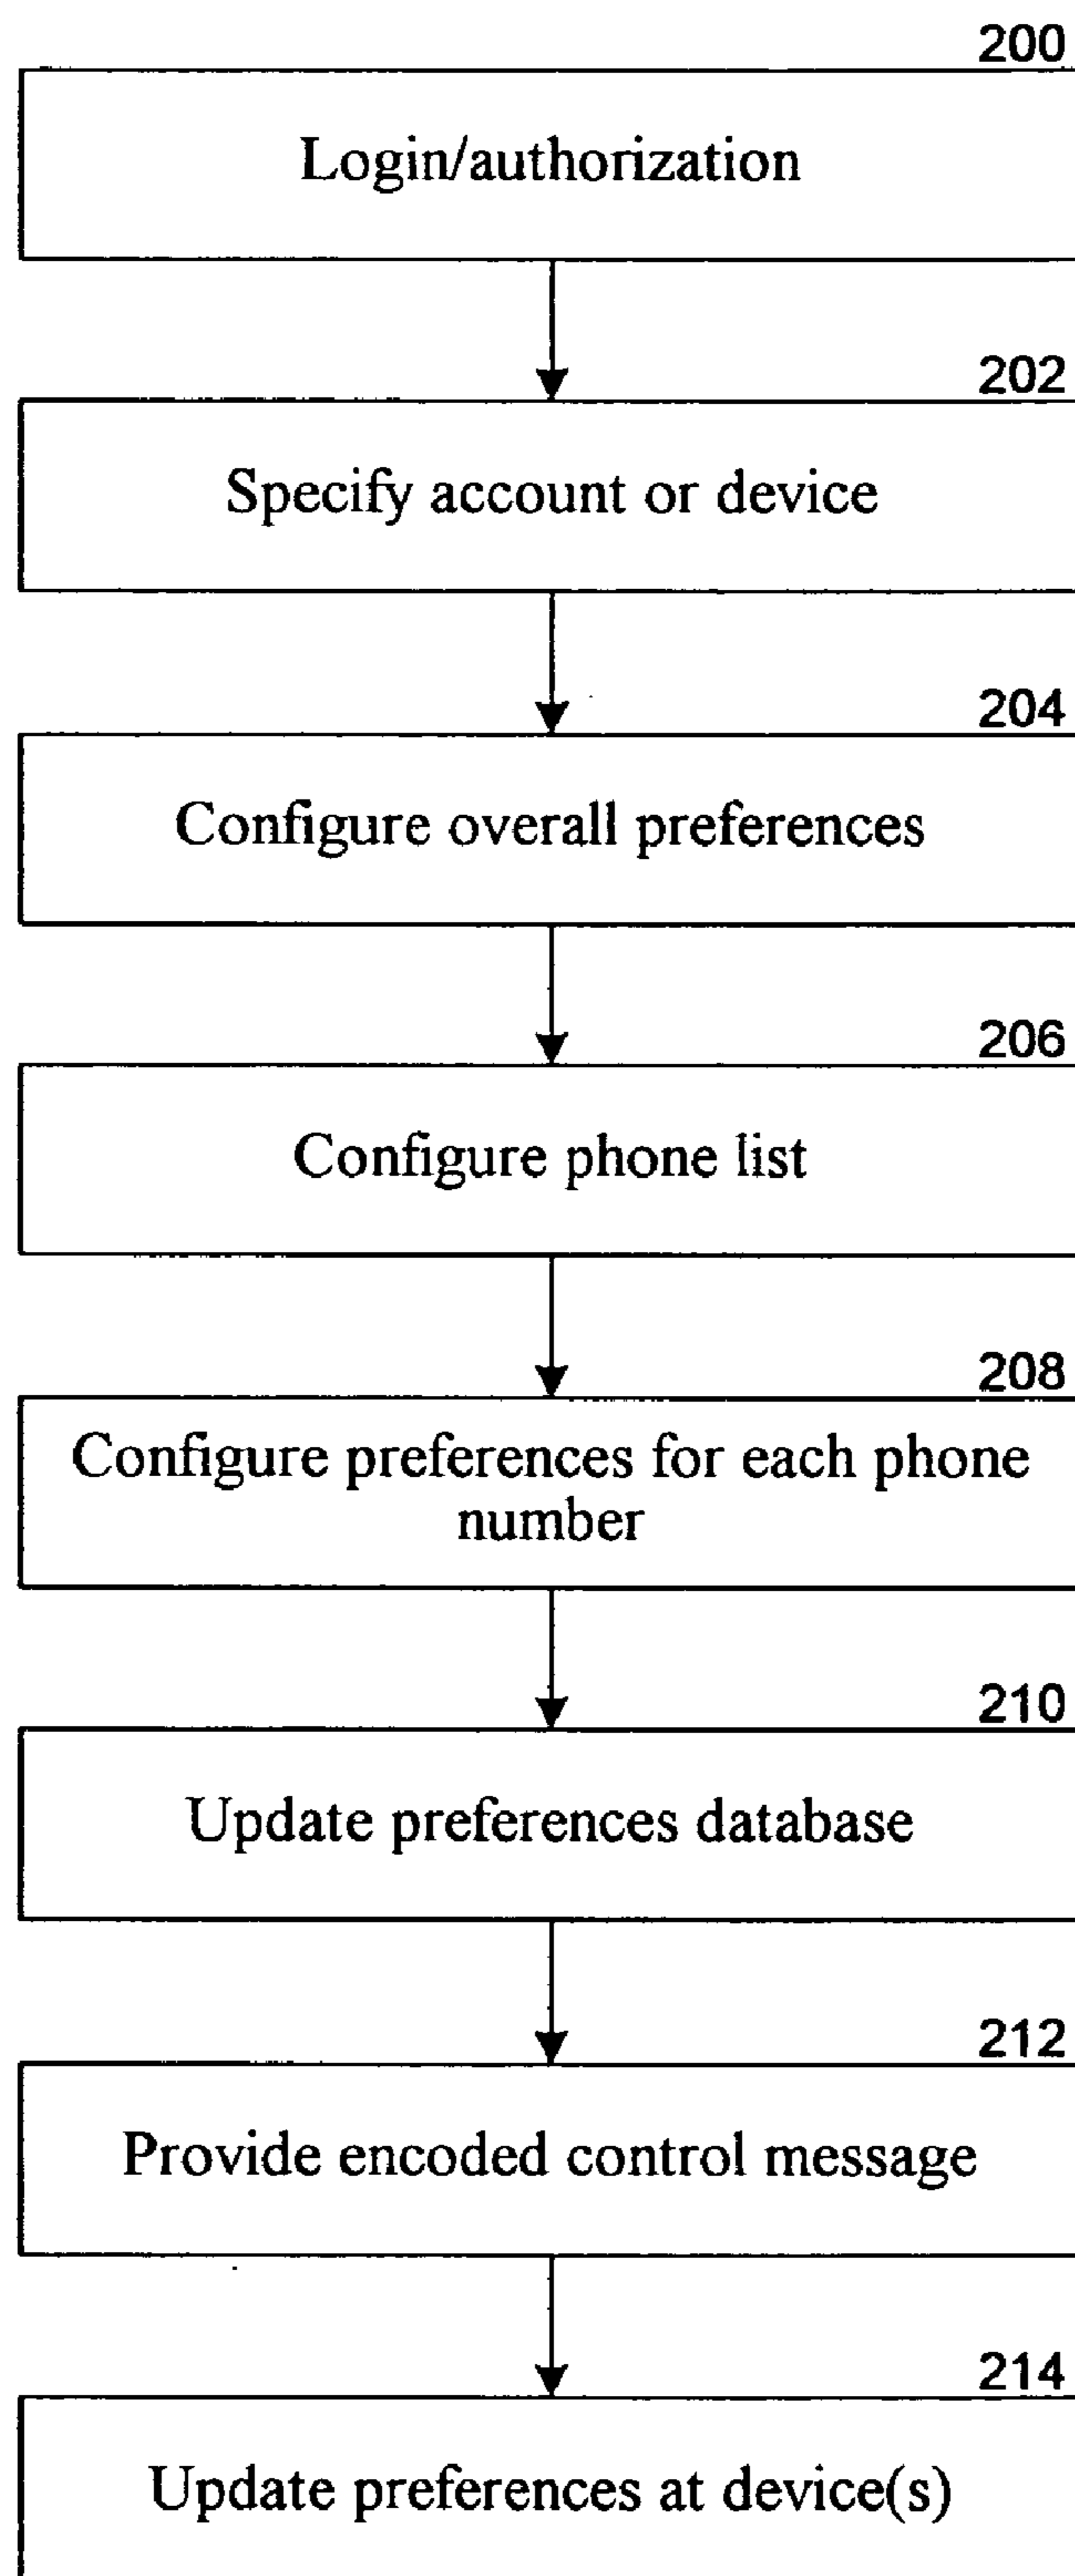 200
Login/authorization
202
Specify account or device
204
Configure overall preferences
206
Configure phone list
208
Configure preferences for each phone
number
210
Update preferences database
212
Provide encoded control message
214
Update preferences at device(s)